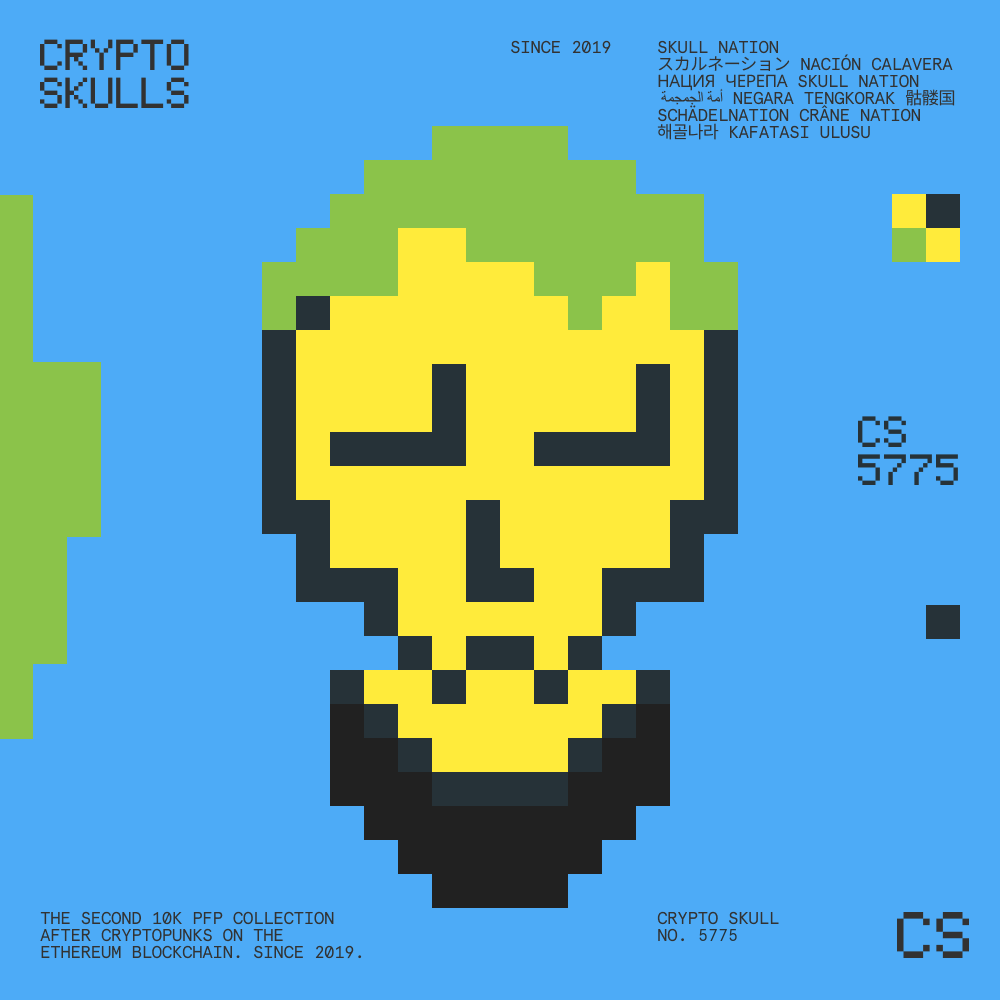 CRYPTO
SKULLS
SINCE 2019
SKULL NATION
スカルネーション NACIÓN CALAVERA
НАЦИЯ ЧЕРЕПА SKULL NATION
أمة الجمجمة NEGARA TENGKORAK 骷髅国
SCHÄDELNATION CRÂNE NATION
해골나라 KAFATASI ULUSU
CS
5775
THE SECOND 10K PFP COLLECTION
AFTER CRYPTOPUNKS ON THE
ETHEREUM BLOCKCHAIN. SINCE 2019.
CRYPTO SKULL
NO. 5775
CS